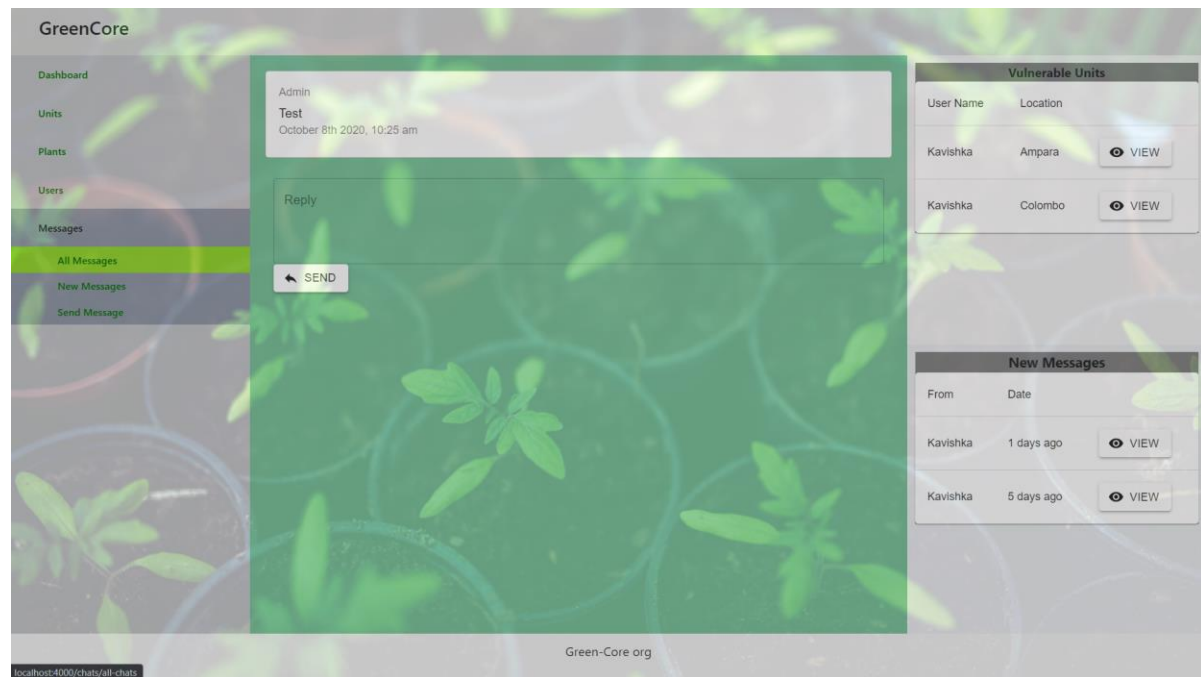 GreenCore
Dashboard
Units
Plants
Users
Messages
All Messages
New Messages
Send Message
Admin
Test
October 8th 2020, 10:25 am
Reply
SEND
Vulnerable Units
User Name Location
Kavishka Ampara VIEW
Kavishka Colombo VIEW
New Messages
From Date
Kavishka 1 days ago VIEW
Kavishka 5 days ago VIEW
Green-Core org
localhost:4000/chats/all-chats